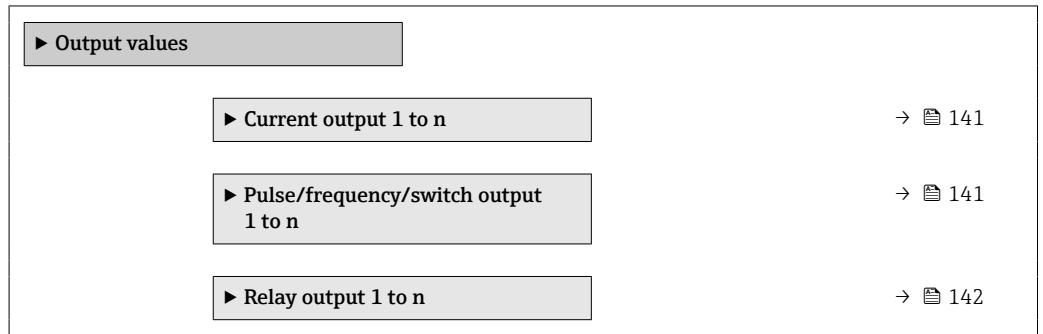 ▶ Output values
▶ Current output 1 to n → 141
▶ Pulse/frequency/switch output → 141
1 to n
▶ Relay output 1 to n → 142